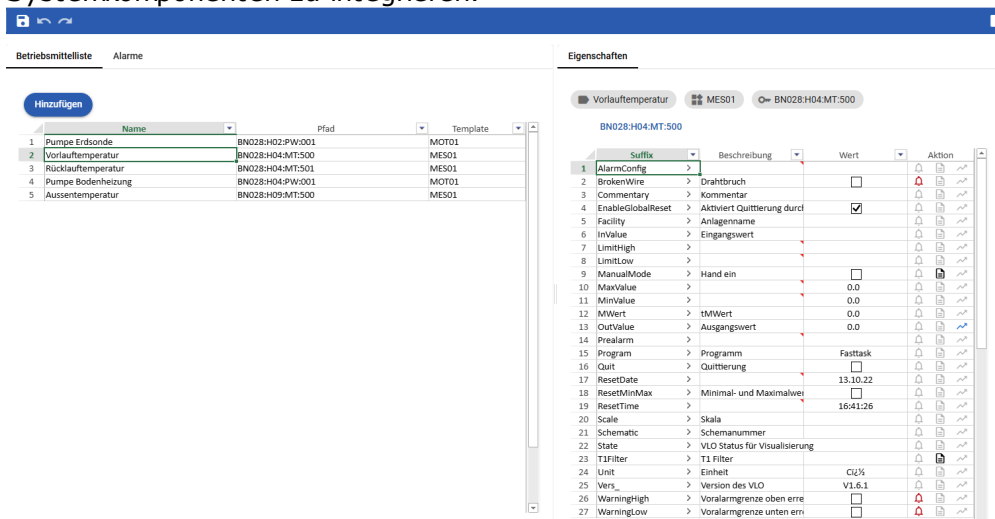 Systemkomponenten zu integrieren.
Betriebsmittelliste Alarme
Hinzufügen
Name Pfad Template
1 Pumpe Erdsonde BN028:H02:PW:001 MOT01
2 Vorlauftemperatur BN028:H04:MT:500 MES01
3 Rücklauftemperatur BN028:H04:MT:501 MES01
4 Pumpe Bodenheizung BN028:H04:PW:001 MOT01
5 Aussentemperatur BN028:H09:MT:500 MES01
Eigenschaften
Vorlauftemperatur MES01 BN028:H04:MT:500
BN028:H04:MT:500
Suffix Beschreibung Wert Aktion
1 AlarmConfig >
2 BrokenWire > Drahtbruch
3 Commentary > Kommentar
4 EnableGlobalReset > Aktiviert Quittierung durch
5 Facility > Anlagenname
6 InValue > Eingangswert
7 LimitHigh >
8 LimitLow >
9 ManualMode > Hand ein
10 MaxValue > 0.0
11 MinValue > 0.0
12 MWert > tMWert 0.0
13 OutValue > Ausgangswert 0.0
14 Prealarm >
15 Program > Programm Fasttask
16 Quit > Quittierung
17 ResetDate > 13.10.22
18 ResetMinMax > Minimal- und Maximalwer
19 ResetTime > 16:41:26
20 Scale > Skala
21 Schematic > Schemanummer
22 State > VLO Status für Visualisierung
23 T1Filter > T1 Filter
24 Unit > Einheit Cï¿½
25 Vers_ > Version des VLO V1.6.1
26 WarningHigh > Voralarmgrenze oben erre
27 WarningLow > Voralarmgrenze unten erre